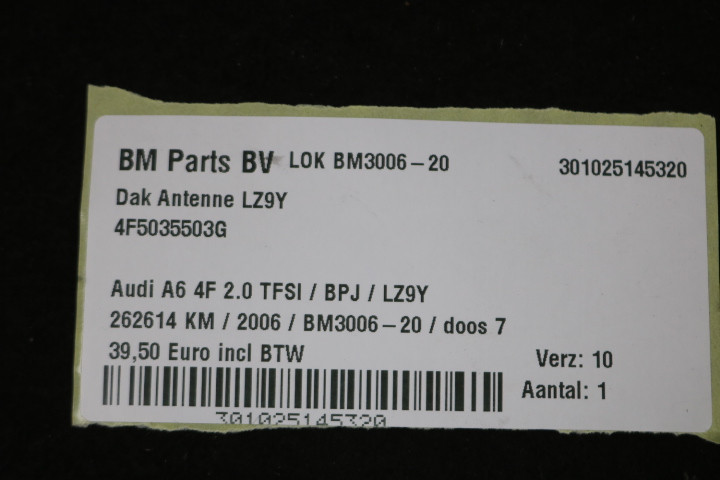 BM Parts BV LOK BM3006-20 301025145320
Dak Antenne LZ9Y
4F5035503G
Audi A6 4F 2.0 TFSI / BPJ / LZ9Y
262614 KM / 2006 / BM3006-20 / doos 7
39,50 Euro incl BTW Verz: 10
Aantal: 1
301025145320